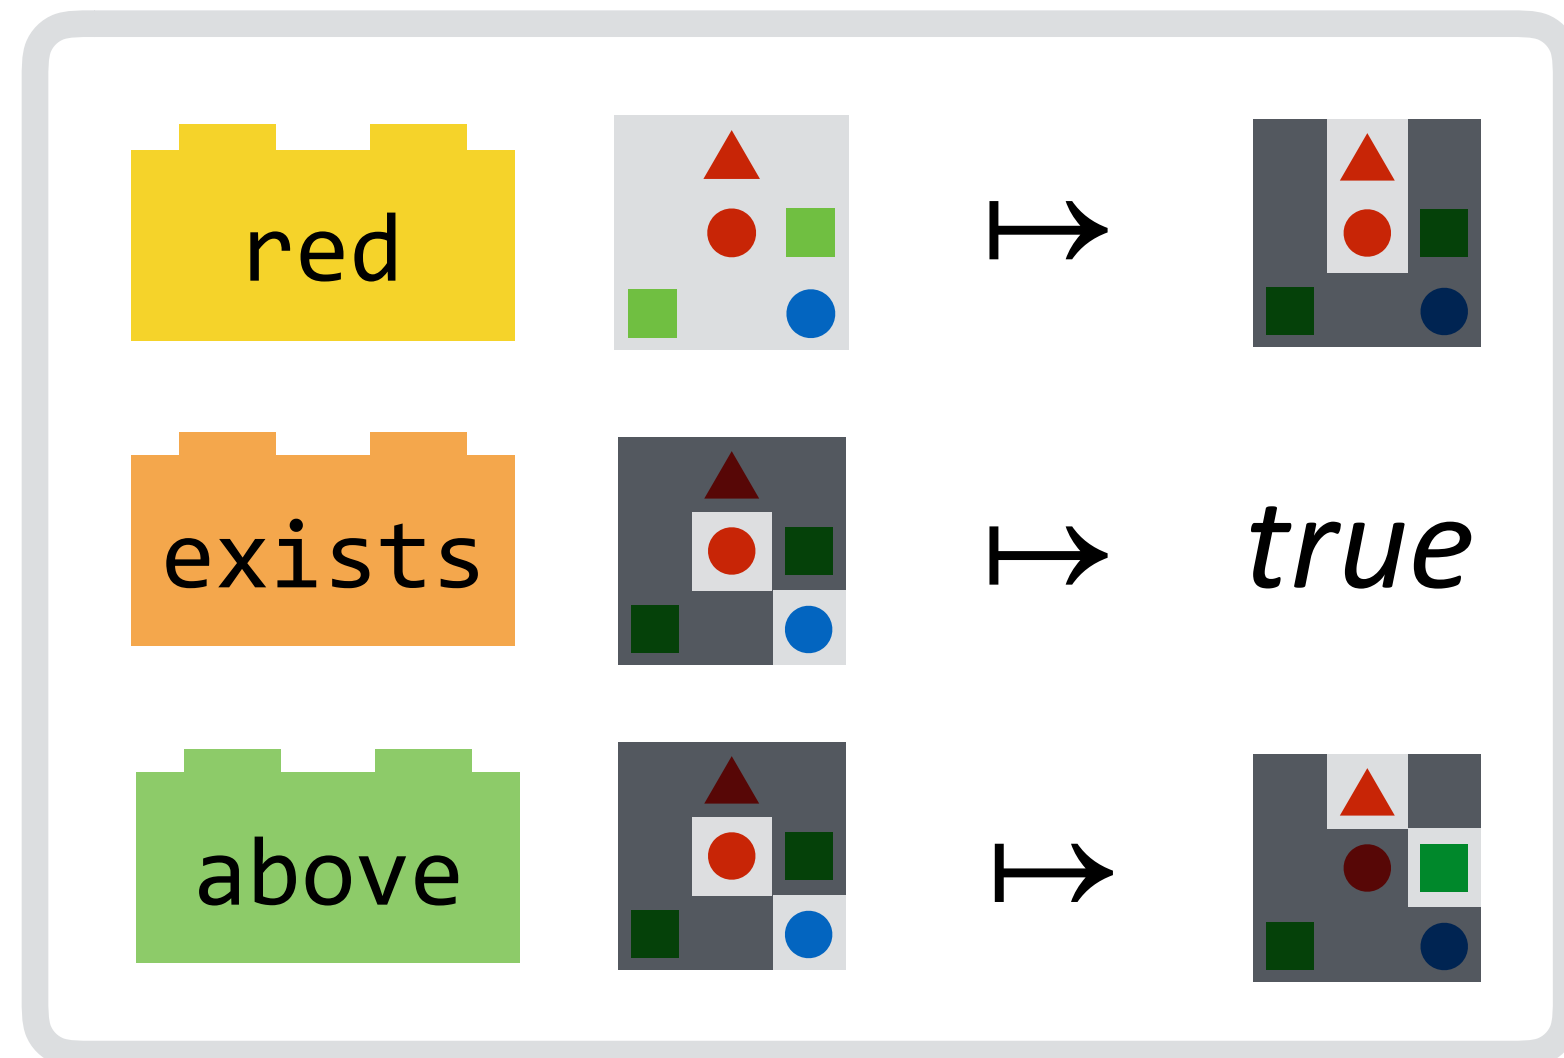 red ↦
exists ↦ true
above ↦